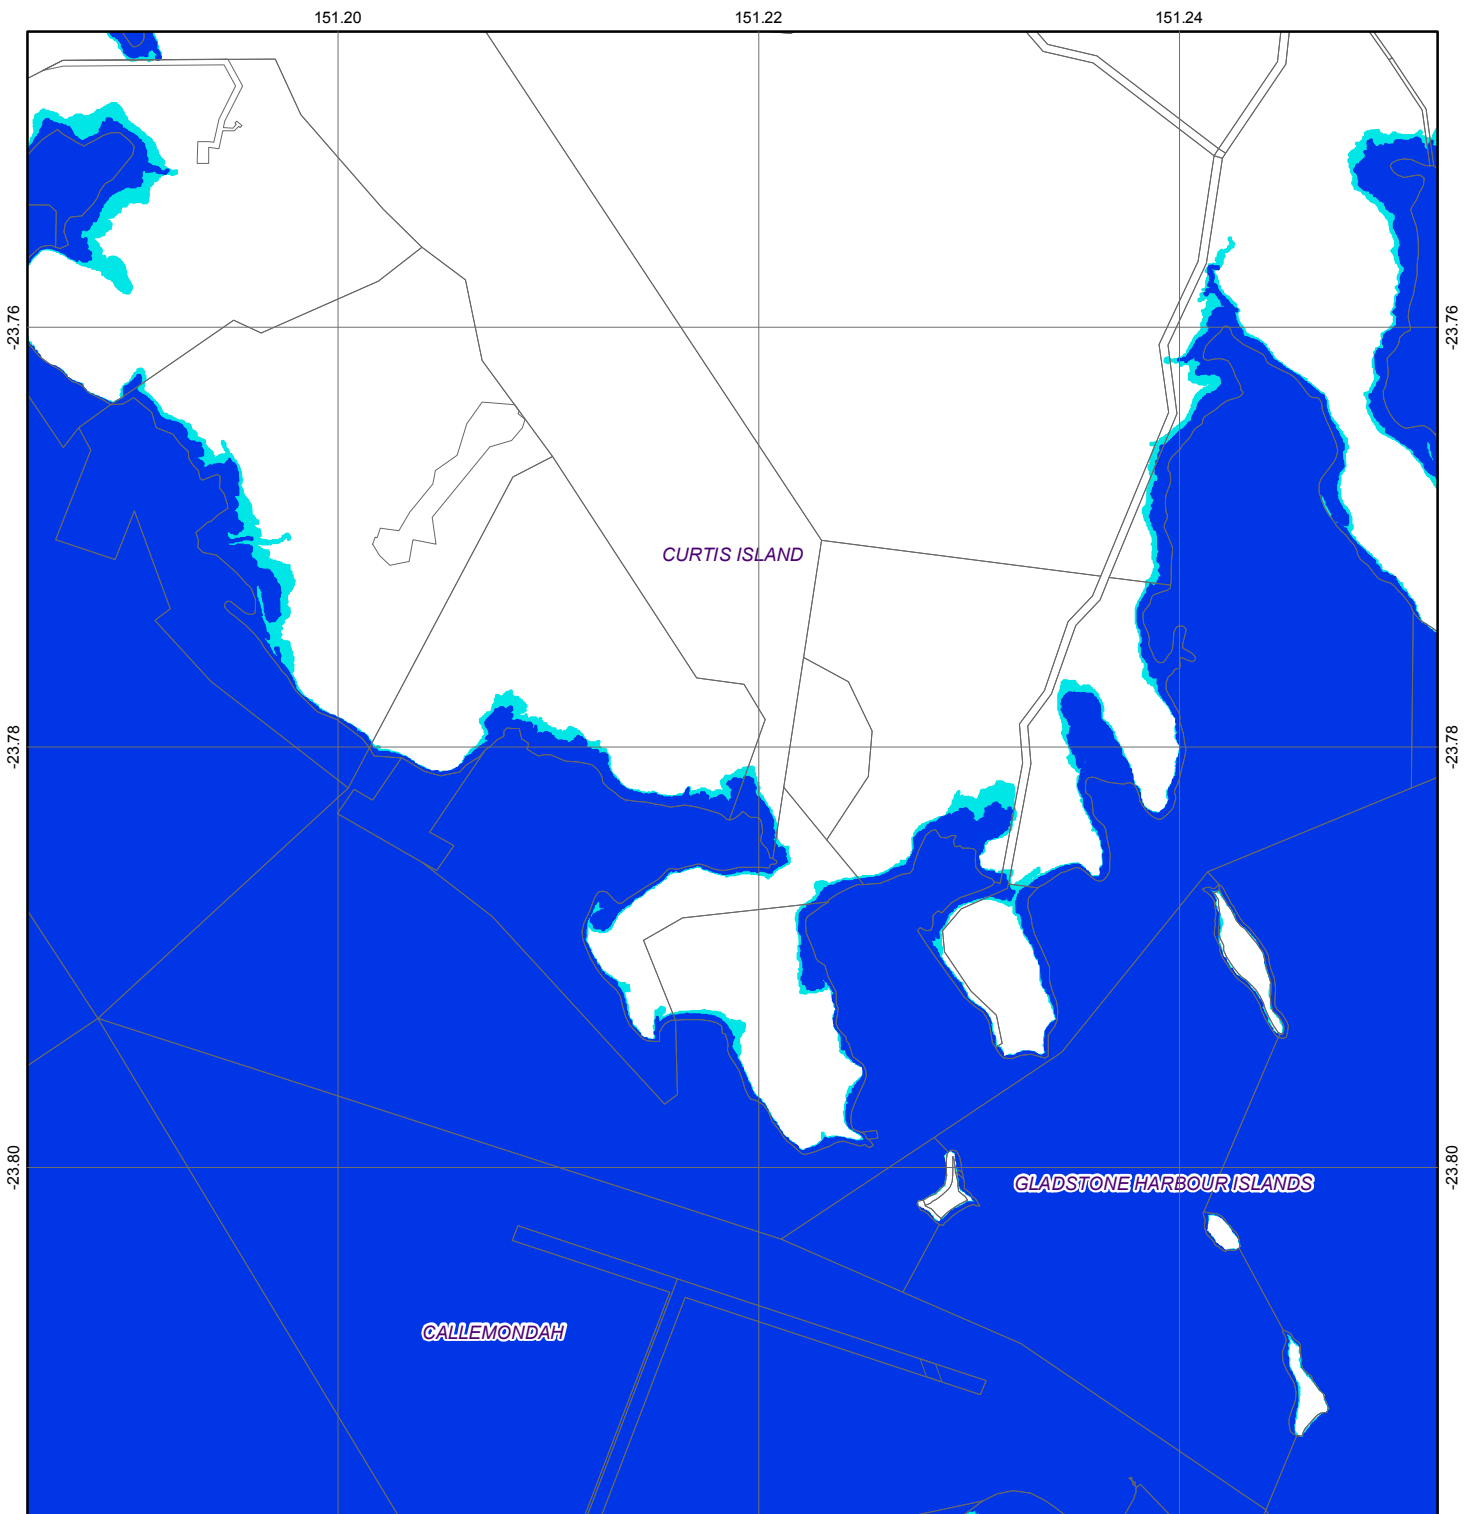 151.20 151.22 151.24
-23.76 -23.76
CURTIS ISLAND
-23.78 -23.78
-23.80 -23.80
GLADSTONE HARBOUR ISLANDS
CALLEMONDAH